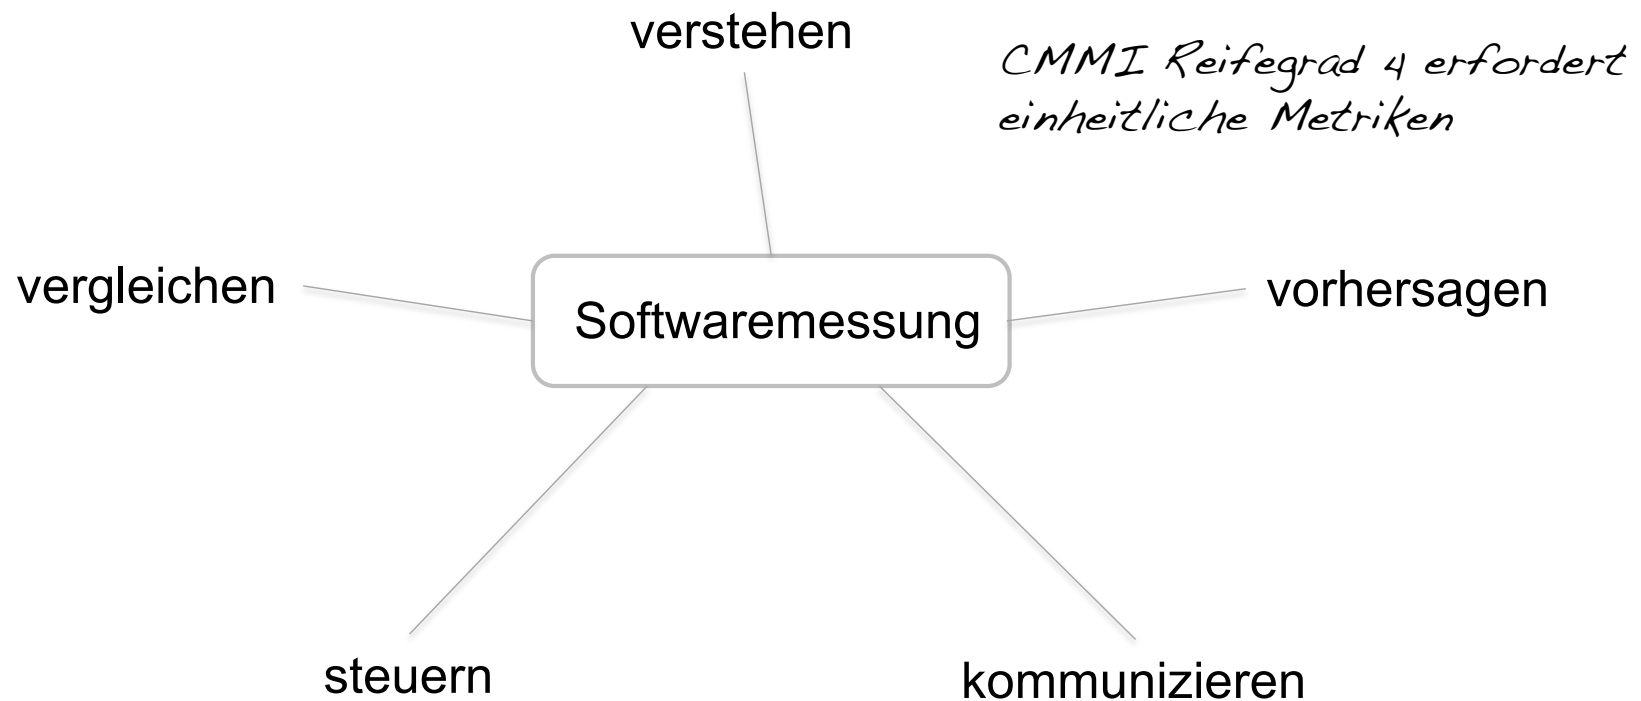 verstehen
CMMI Reifegrad 4 erfordert
einheitliche Metriken
vergleichen
Softwaremessung
vorhersagen
steuern
kommunizieren